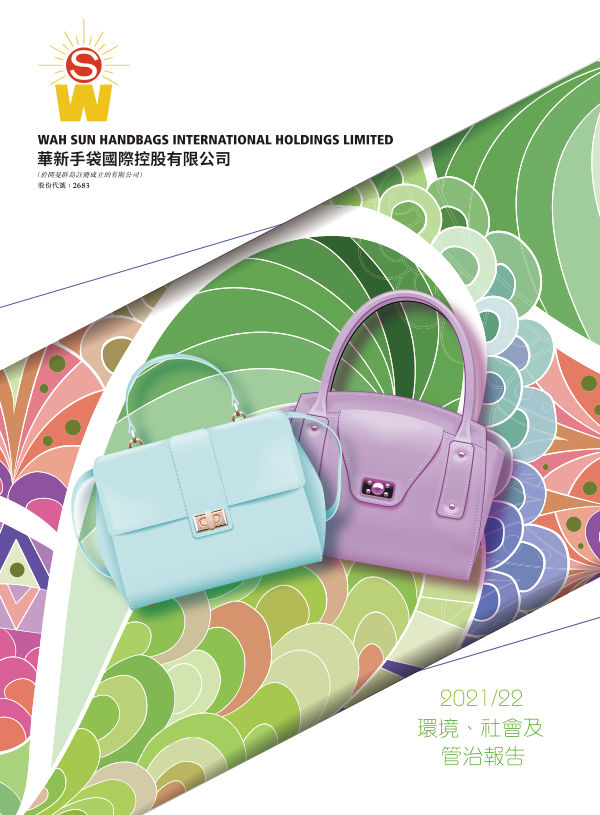 S
W
WAH SUN HANDBAGS INTERNATIONAL HOLDINGS LIMITED
華新手袋國際控股有限公司
(於開曼群島註冊成立的有限公司)
股份代號：2683
2021/22
環境、社會及
管治報告